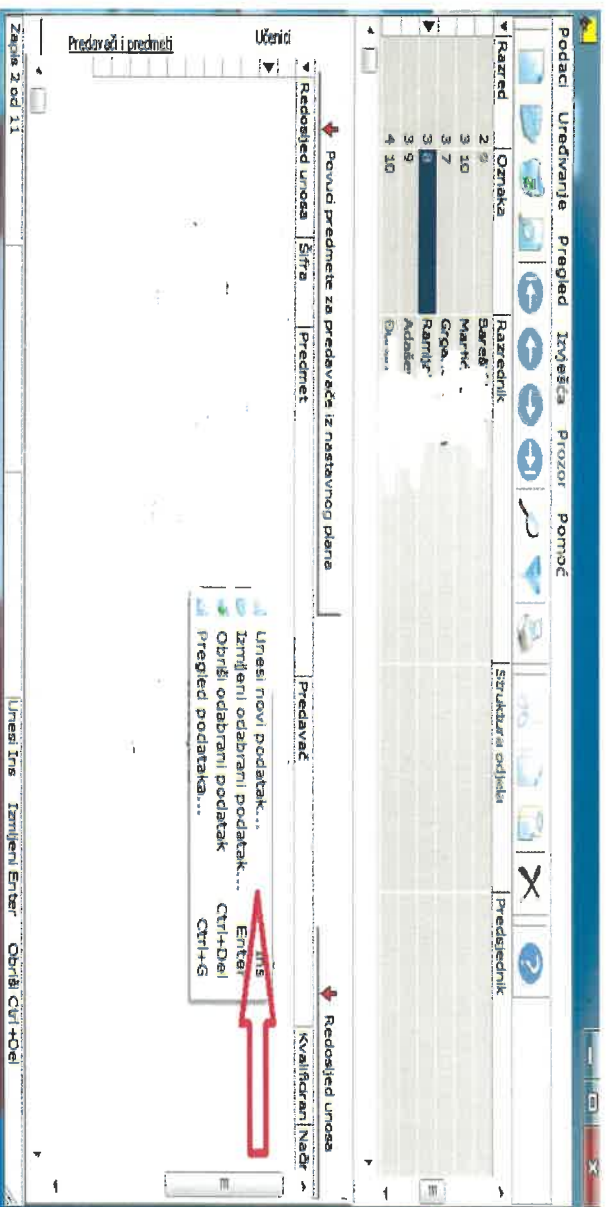 Podaci Uređivanje Pregled Izvješća Prozor Pomoć
Razred Oznaka Razrednik Struktura odjela Predsjednik
2
3 10 Martić
3 7
3 8
3 9
4 10
Povuci predmete za predavače iz nastavnog plana
Redoslijed unosa
Redoslijed unosa Šifra Predmet Predavač Kvalificiran Način
Učenici
Predavači i predmeti
Unesi novi podatak... Ins
Izmijeni odabrani podatak... Enter
Obriši odabrani podatak Ctrl+Del
Pregled podataka... Ctrl+G
Zapis 2 od 11
Unesi Ins Izmijeni Enter Obriši Ctrl+Del